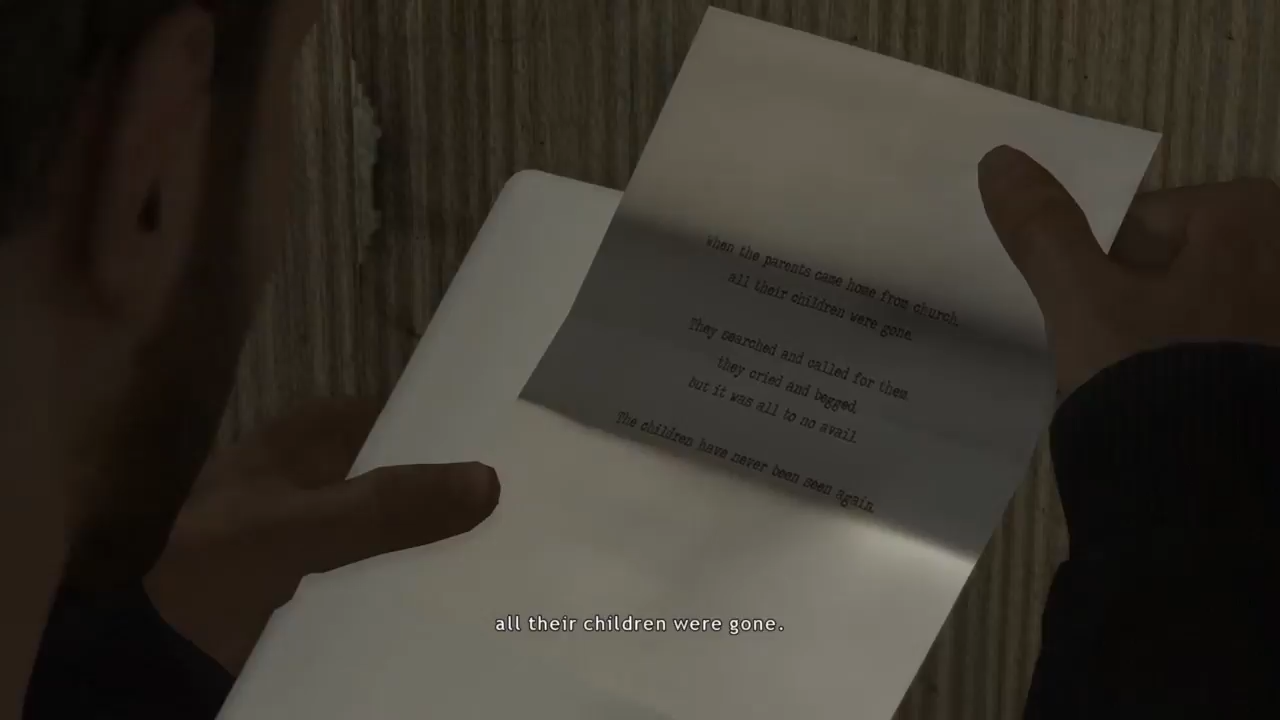 When the parents came home from church,
all their children were gone.
They searched and called for them
they cried and begged,
but it was all to no avail.
The children have never been seen again.
all their children were gone.